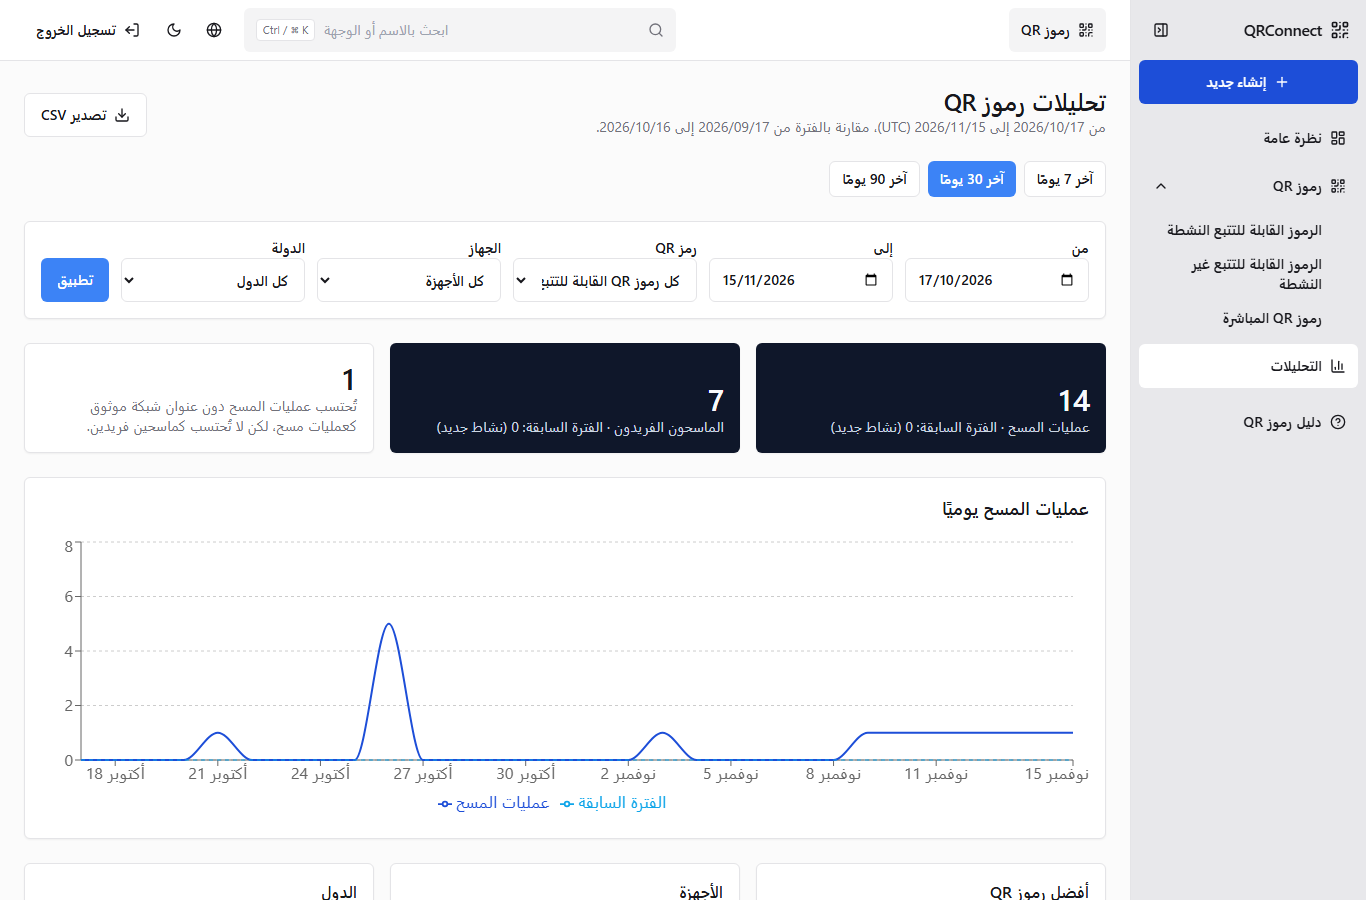 QRConnect
إنشاء جديد
نظرة عامة
رموز QR
الرموز القابلة للتتبع النشطة
الرموز القابلة للتتبع غير
النشطة
رموز QR المباشرة
التحليلات
دليل رموز QR
رموز QR
ابحث بالاسم أو الوجهة
Ctrl / ⌘ K
تسجيل الخروج
تحليلات رموز QR
من 2026/10/17 إلى 2026/11/15 (UTC)، مقارنة بالفترة من 2026/09/17 إلى 2026/10/16.
تصدير CSV
آخر 7 يومًا
آخر 30 يومًا
آخر 90 يومًا
من
17/10/2026
إلى
15/11/2026
رمز QR
كل رموز QR القابلة للتتبع
الجهاز
كل الأجهزة
الدولة
كل الدول
تطبيق
14
عمليات المسح · الفترة السابقة: 0 (نشاط جديد)
7
الماسحون الفريدون · الفترة السابقة: 0 (نشاط جديد)
1
تُحتسب عمليات المسح دون عنوان شبكة موثوق
كعمليات مسح، لكن لا تُحتسب كماسحين فريدين.
عمليات المسح يوميًا
8
6
4
2
0
18 أكتوبر
21 أكتوبر
24 أكتوبر
27 أكتوبر
30 أكتوبر
2 نوفمبر
5 نوفمبر
8 نوفمبر
11 نوفمبر
15 نوفمبر
الفترة السابقة
عمليات المسح
أفضل رموز QR
الأجهزة
الدول